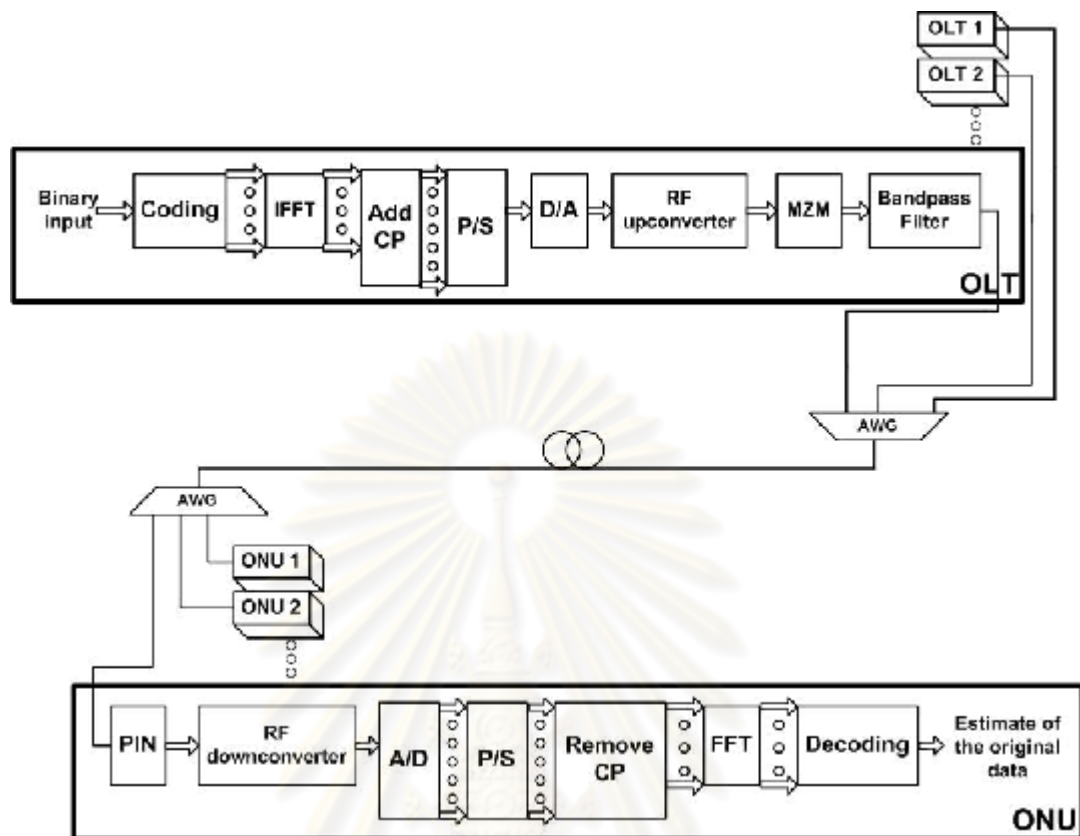 OLT 1
OLT 2
Binary
input
Coding
IFFT
Add
CP
P/S
D/A
RF
upconverter
MZM
Bandpass
Filter
OLT
AWG
AWG
ONU 1
ONU 2
PIN
RF
downconverter
A/D
P/S
Remove
CP
FFT
Decoding
Estimate of
the original
data
ONU